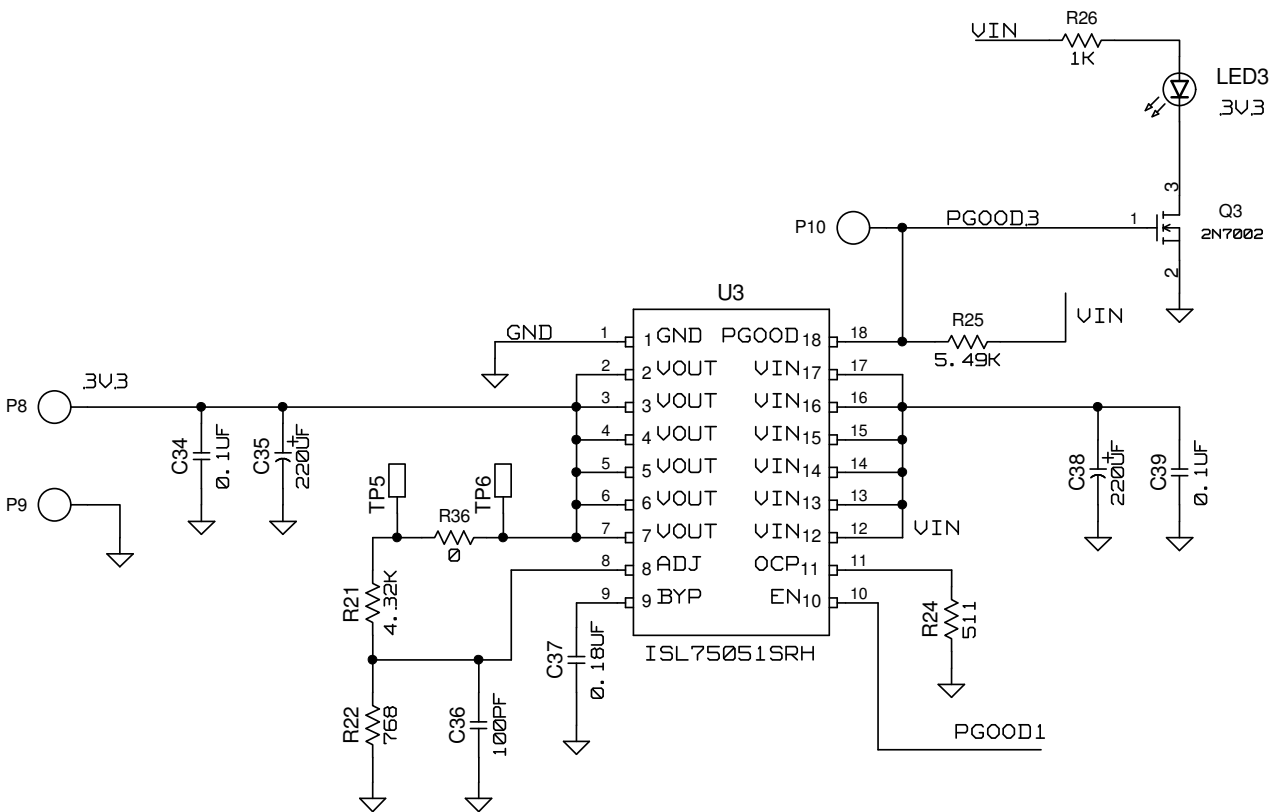 VIN
R26
1K
LED3
3V3
3
P10
PGOOD3
1
Q3
2N7002
2
U3
GND
1
1 GND
PGOOD 18
18
R25
5.49K
VIN
2
2 VOUT
VIN 17
17
P8
3V3
3
3 VOUT
VIN 16
16
4
4 VOUT
VIN 15
15
5
5 VOUT
VIN 14
14
6
6 VOUT
VIN 13
13
7
7 VOUT
VIN 12
12
VIN
8
8 ADJ
OCP 11
11
9
9 BYP
EN 10
10
ISL75051SRH
C34
0.1UF
C35
+
220UF
P9
TP5
TP6
R36
0
R21
4.32K
R22
768
C36
100PF
C37
0.18UF
C38
+
220UF
C39
0.1UF
R24
511
PGOOD1